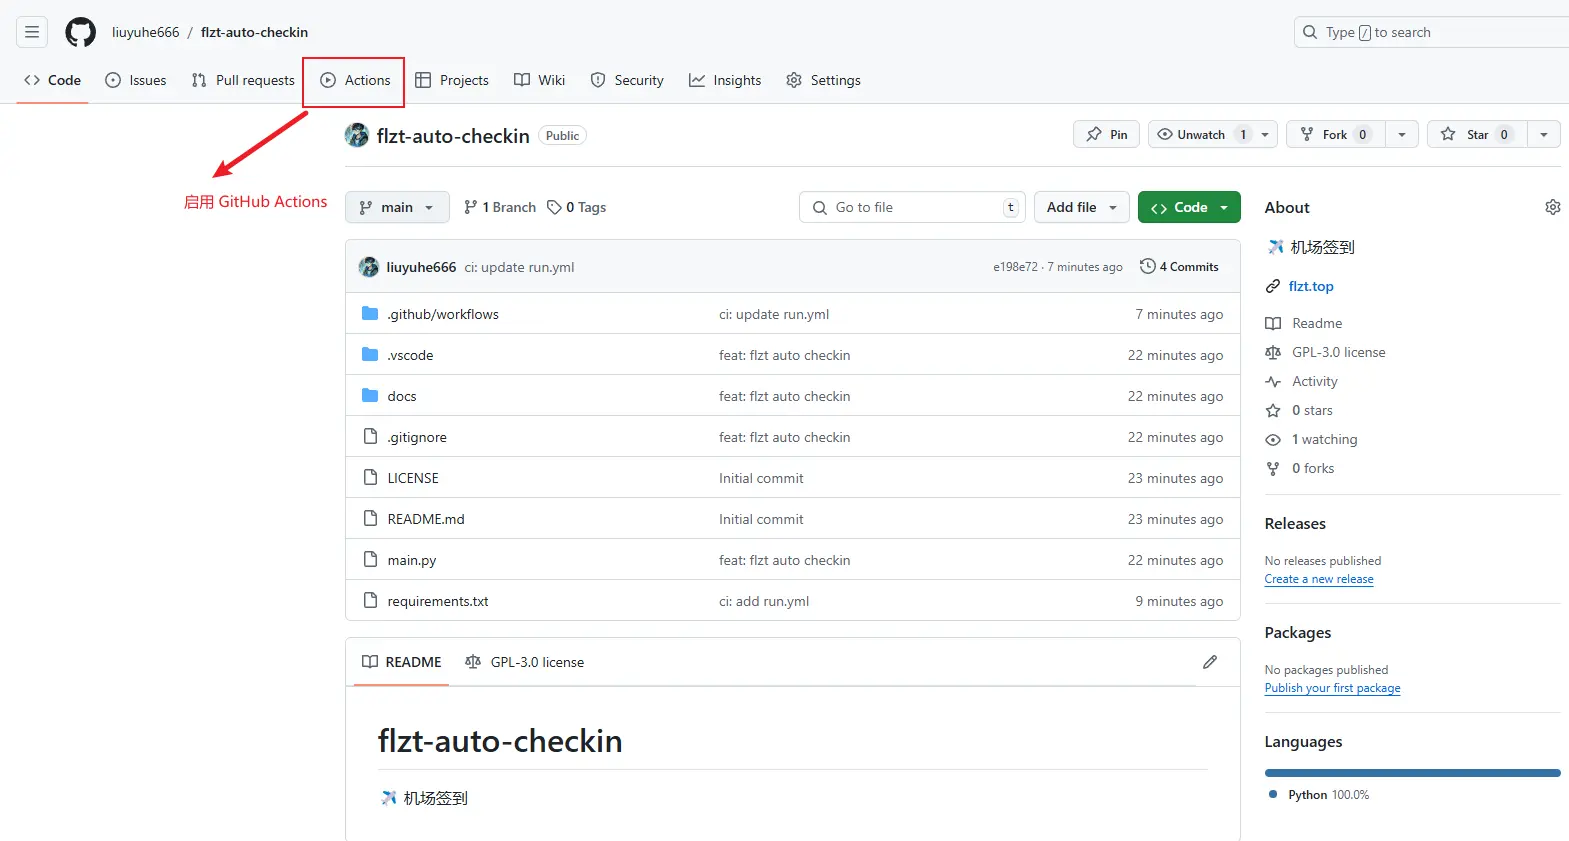 liuyuhe666 / flzt-auto-checkin
Type / to search
Code Issues Pull requests Actions Projects Wiki Security Insights Settings
flzt-auto-checkin Public
Pin Unwatch 1 Fork 0 Star 0
启用 GitHub Actions
main 1 Branch 0 Tags
Go to file t Add file Code
liuyuhe666 ci: update run.yml e198e72 · 7 minutes ago 4 Commits
.github/workflows ci: update run.yml 7 minutes ago
.vscode feat: flzt auto checkin 22 minutes ago
docs feat: flzt auto checkin 22 minutes ago
.gitignore feat: flzt auto checkin 22 minutes ago
LICENSE Initial commit 23 minutes ago
README.md Initial commit 23 minutes ago
main.py feat: flzt auto checkin 22 minutes ago
requirements.txt ci: add run.yml 9 minutes ago
README GPL-3.0 license
flzt-auto-checkin
✈️ 机场签到
About
✈️ 机场签到
flzt.top
Readme
GPL-3.0 license
Activity
0 stars
1 watching
0 forks
Releases
No releases published
Create a new release
Packages
No packages published
Publish your first package
Languages
Python 100.0%